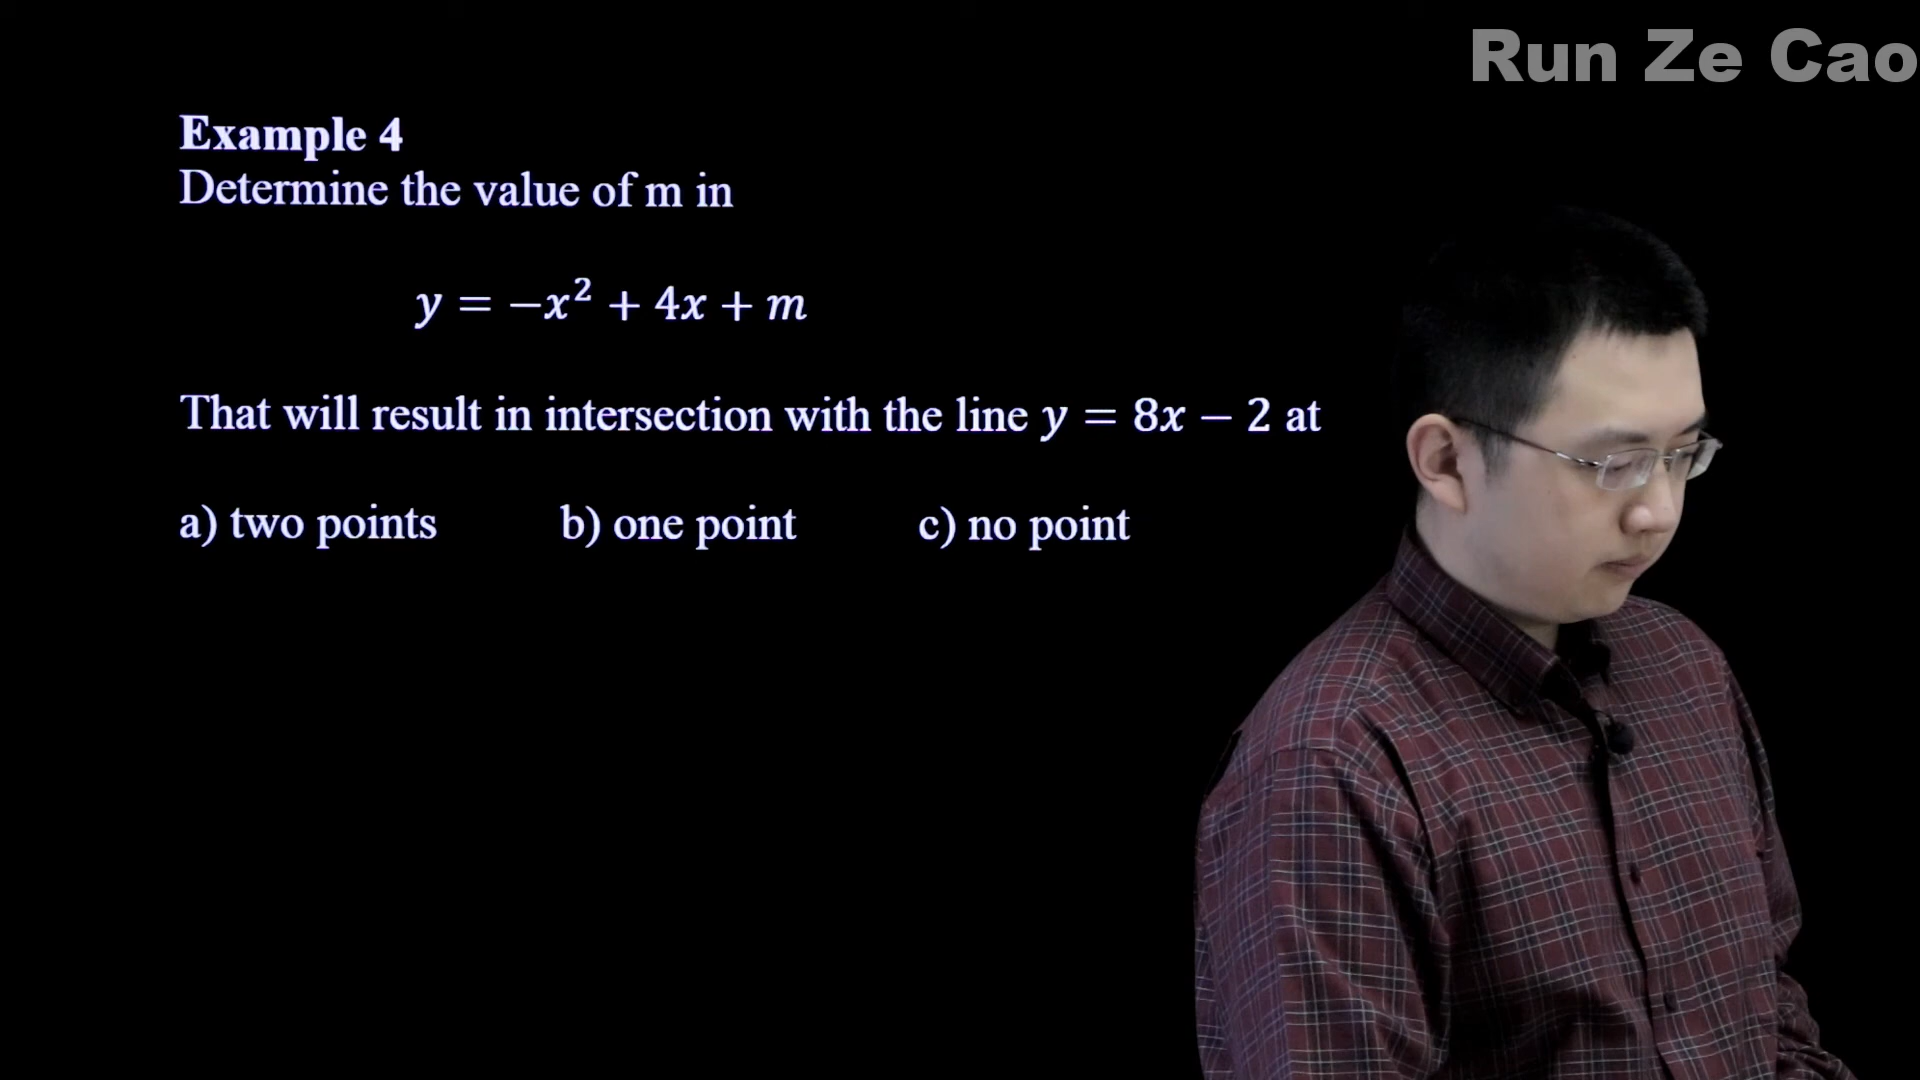 Run Ze Cao
Example 4
Determine the value of m in
y = −x² + 4x + m
That will result in intersection with the line y = 8x − 2 at
a) two points b) one point c) no point